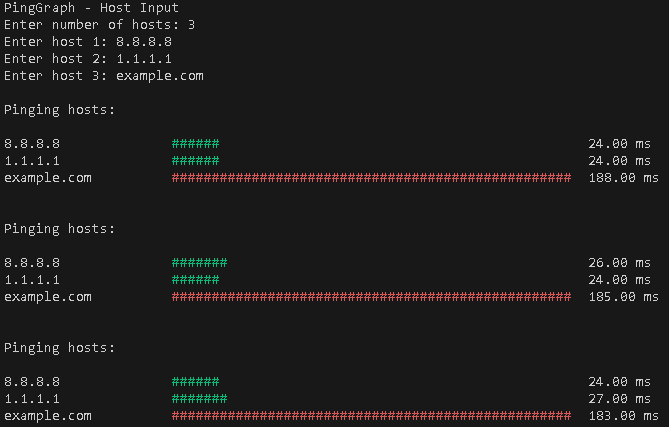 PingGraph - Host Input
Enter number of hosts: 3
Enter host 1: 8.8.8.8
Enter host 2: 1.1.1.1
Enter host 3: example.com
Pinging hosts:
8.8.8.8 ###### 24.00 ms
1.1.1.1 ###### 24.00 ms
example.com ################################################## 188.00 ms
Pinging hosts:
8.8.8.8 ####### 26.00 ms
1.1.1.1 ###### 24.00 ms
example.com ################################################## 185.00 ms
Pinging hosts:
8.8.8.8 ###### 24.00 ms
1.1.1.1 ####### 27.00 ms
example.com ################################################## 183.00 ms